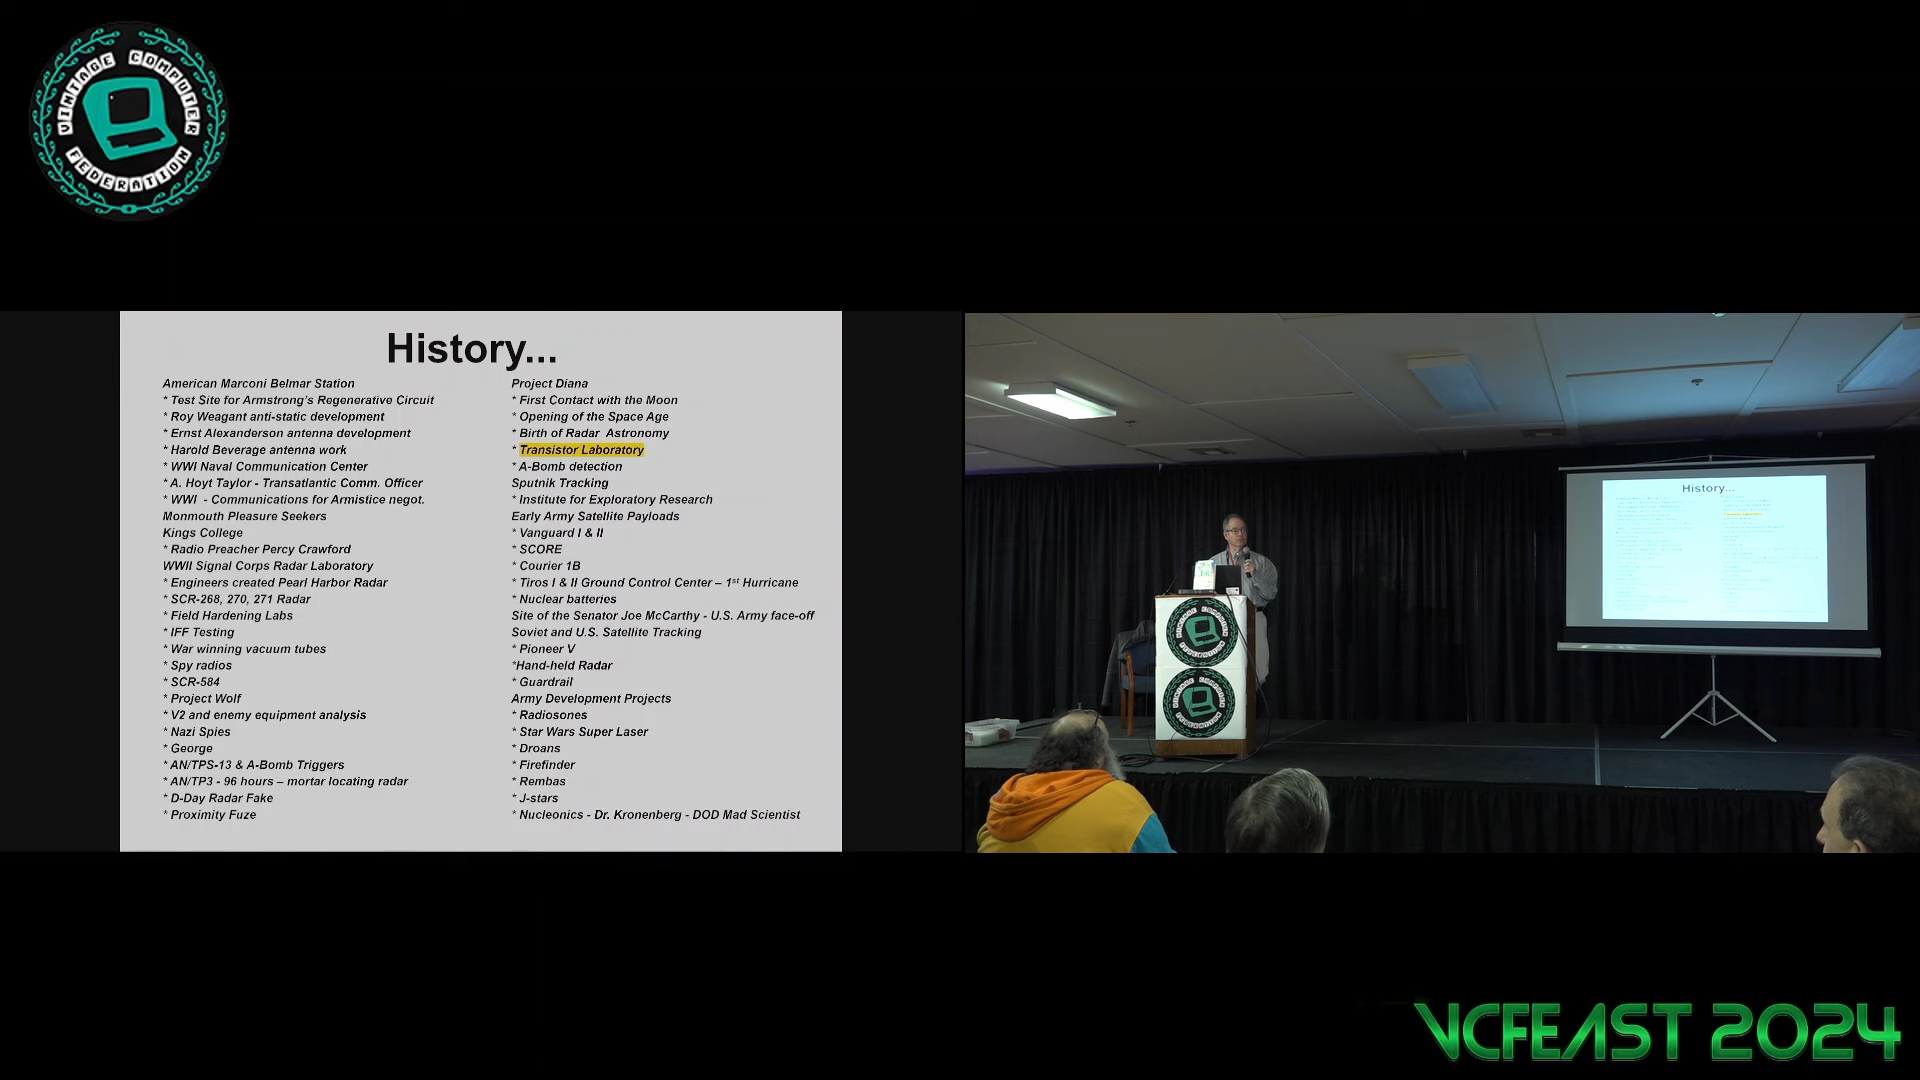 VINTAGE COMPUTER
FEDERATION
History...
American Marconi Belmar Station
* Test Site for Armstrong's Regenerative Circuit
* Roy Weagant anti-static development
* Ernst Alexanderson antenna development
* Harold Beverage antenna work
* WWI Naval Communication Center
* A. Hoyt Taylor - Transatlantic Comm. Officer
* WWI - Communications for Armistice negot.
Monmouth Pleasure Seekers
Kings College
* Radio Preacher Percy Crawford
WWII Signal Corps Radar Laboratory
* Engineers created Pearl Harbor Radar
* SCR-268, 270, 271 Radar
* Field Hardening Labs
* IFF Testing
* War winning vacuum tubes
* Spy radios
* SCR-584
* Project Wolf
* V2 and enemy equipment analysis
* Nazi Spies
* George
* AN/TPS-13 & A-Bomb Triggers
* AN/TP3 - 96 hours – mortar locating radar
* D-Day Radar Fake
* Proximity Fuze
Project Diana
* First Contact with the Moon
* Opening of the Space Age
* Birth of Radar Astronomy
* Transistor Laboratory
* A-Bomb detection
Sputnik Tracking
* Institute for Exploratory Research
Early Army Satellite Payloads
* Vanguard I & II
* SCORE
* Courier 1B
* Tiros I & II Ground Control Center – 1st Hurricane
* Nuclear batteries
Site of the Senator Joe McCarthy - U.S. Army face-off
Soviet and U.S. Satellite Tracking
* Pioneer V
*Hand-held Radar
* Guardrail
Army Development Projects
* Radiosones
* Star Wars Super Laser
* Droans
* Firefinder
* Rembas
* J-stars
* Nucleonics - Dr. Kronenberg - DOD Mad Scientist
History...
VINTAGE COMPUTER
FEDERATION
VINTAGE COMPUTER
FEDERATION
VCFEAST 2024